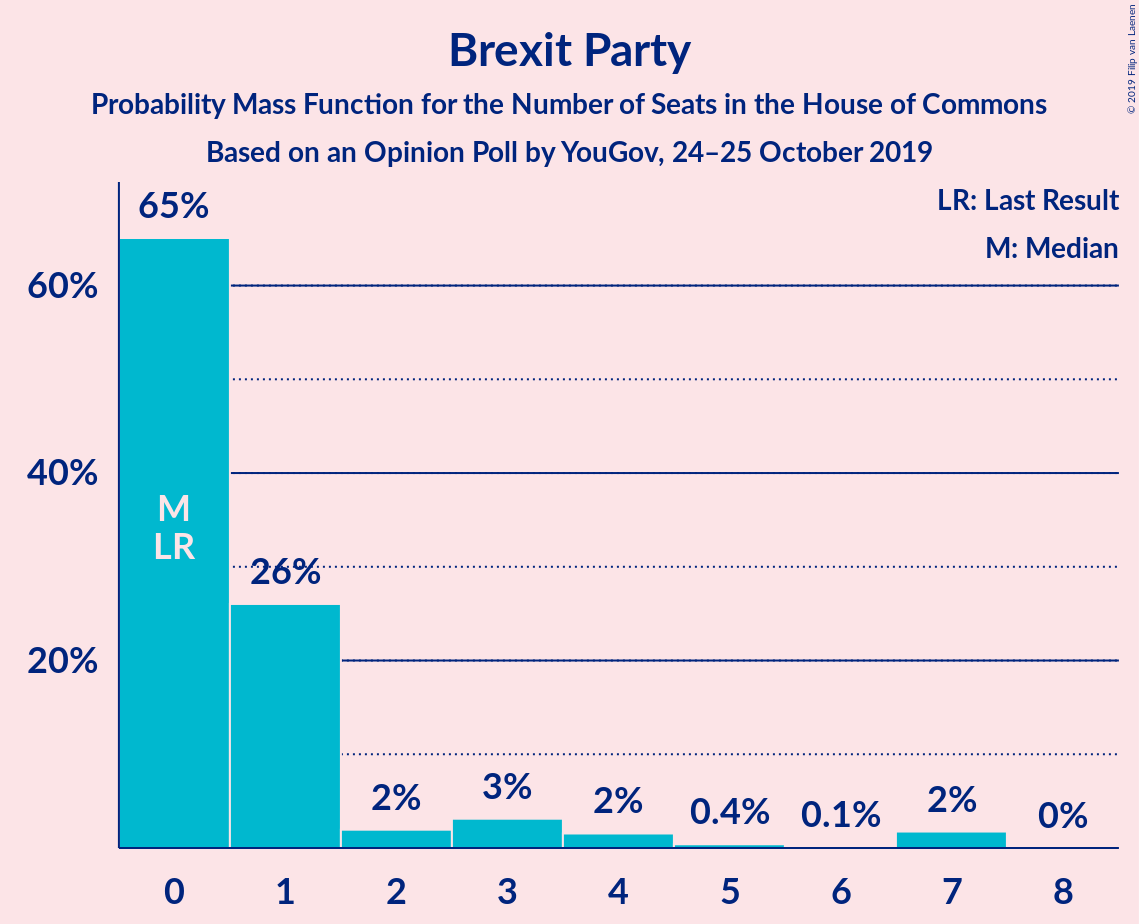 Brexit Party
Probability Mass Function for the Number of Seats in the House of Commons
Based on an Opinion Poll by YouGov, 24–25 October 2019
© 2019 Filip van Laenen
LR: Last Result
M: Median
65%
60%
40%
M
LR
26%
20%
2%
3%
2%
0.4%
0.1%
2%
0%
0
1
2
3
4
5
6
7
8